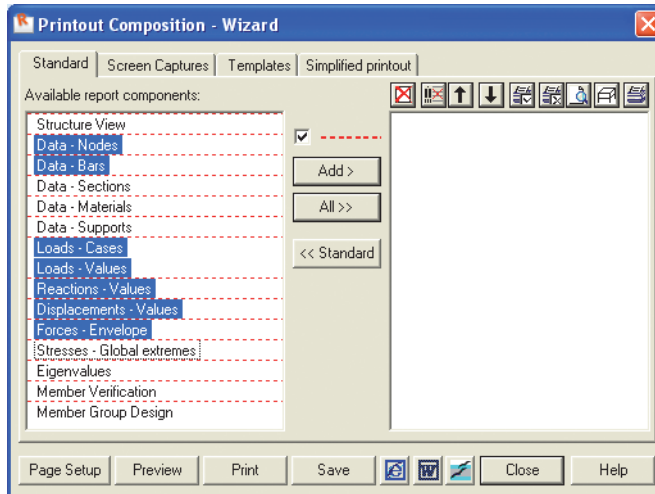 Printout Composition - Wizard
Standard
Screen Captures
Templates
Simplified printout
Available report components:
Structure View
Data - Nodes
Data - Bars
Data - Sections
Data - Materials
Data - Supports
Loads - Cases
Loads - Values
Reactions - Values
Displacements - Values
Forces - Envelope
Stresses - Global extremes
Eigenvalues
Member Verification
Member Group Design
Add >
All >>
<< Standard
Page Setup
Preview
Print
Save
Close
Help